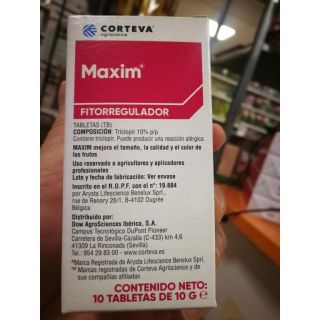 CORTEVA
agriscience
Maxim®
FITORREGULADOR
TABLETAS (TB)
COMPOSICIÓN: Triclopir 10% p/p
Contiene triclopir. Puede producir una reacción alérgica
MAXIM mejora el tamaño, la calidad y el color de
los frutos
Uso reservado a agricultores y aplicadores
profesionales
Lote y fecha de fabricación: Ver envase
Inscrito en el R.O.P.F. con el nº: 19.684
por Arysta Lifescience Benelux Sprl.
rue de Renory 26/1, B-4102 Ougrée
Bélgica
Distribuido por:
Dow AgroSciences Ibérica, S.A.
Campus Tecnológico DuPont Pioneer
Carretera de Sevilla-Cazalla (C-433) km 4,6
41309 La Rinconada (Sevilla)
Tel.: 954 29 83 00 - www.corteva.es
®Marca Registrada de Arysta Lifescience Benelux Sprl.
™ Marcas registradas de Corteva Agriscience y de
sus compañías afiliadas
CONTENIDO NETO:
10 TABLETAS DE 10 G e